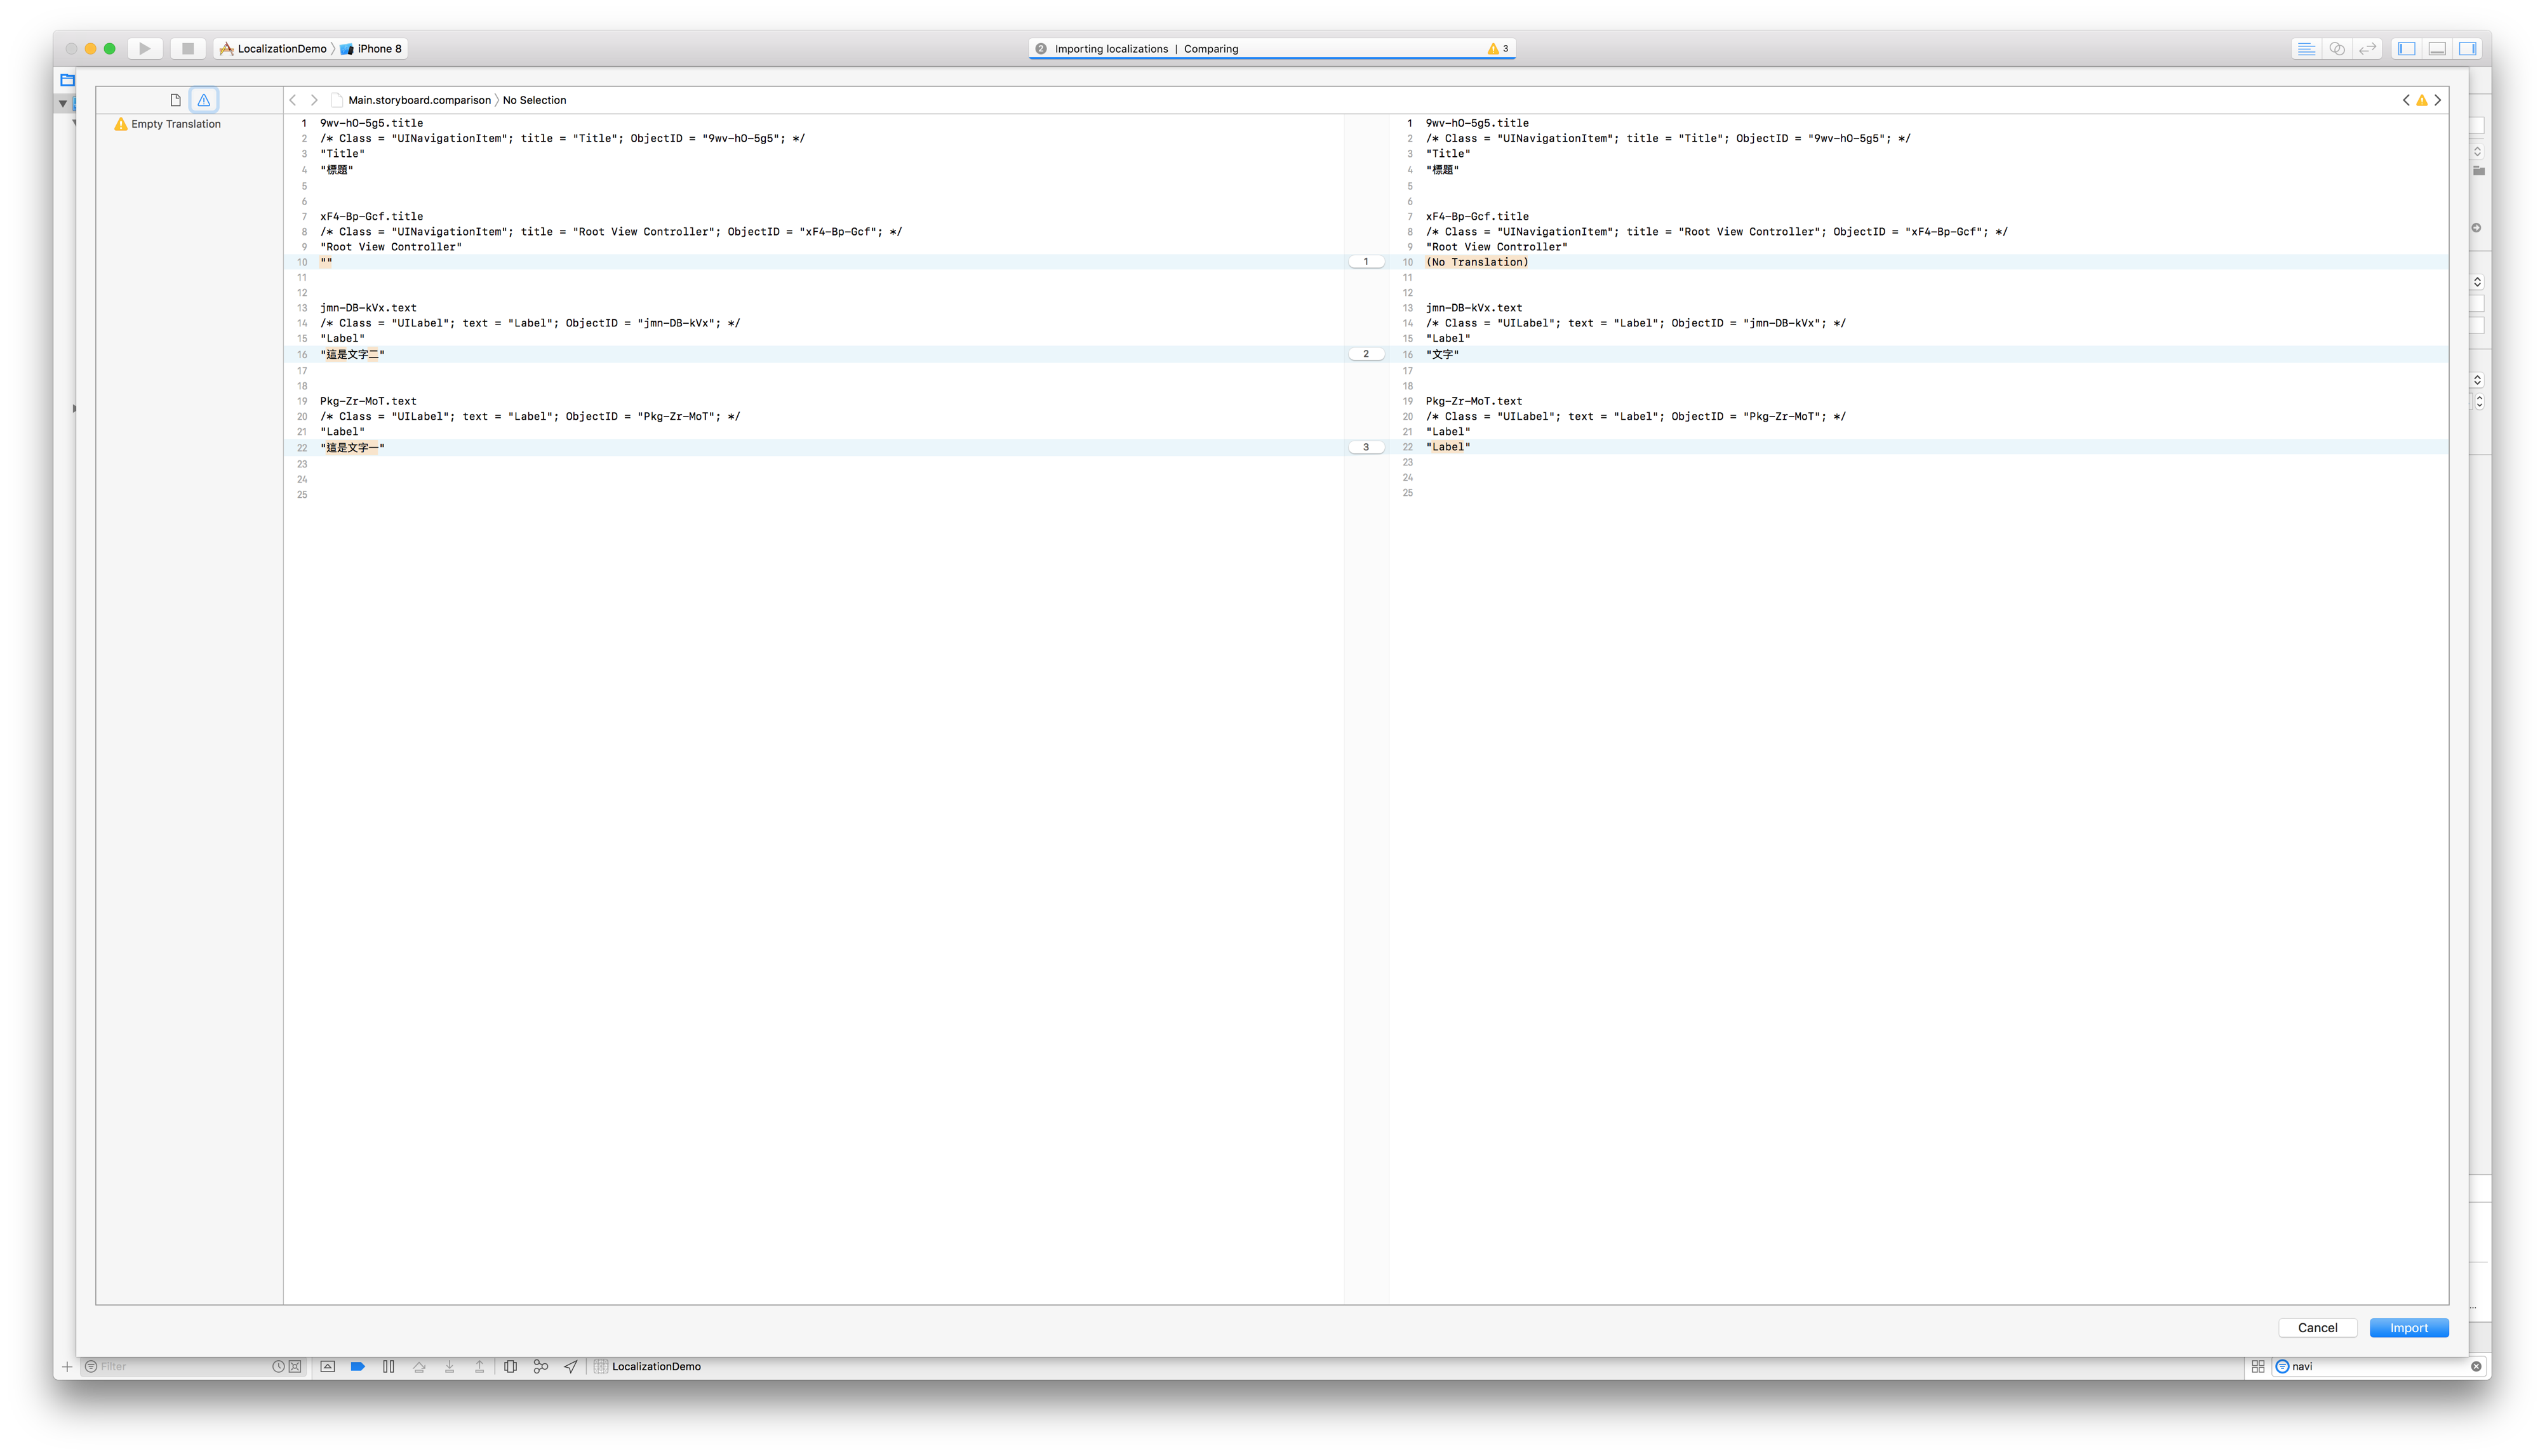 LocalizationDemo 〉 iPhone 8
2 Importing localizations | Comparing
3
Main.storyboard.comparison 〉 No Selection
Empty Translation
1 9wv-hO-5g5.title
2 /* Class = "UINavigationItem"; title = "Title"; ObjectID = "9wv-hO-5g5"; */
3 "Title"
4 "標題"
5
6
7 xF4-Bp-Gcf.title
8 /* Class = "UINavigationItem"; title = "Root View Controller"; ObjectID = "xF4-Bp-Gcf"; */
9 "Root View Controller"
10 ""
11
12
13 jmn-DB-kVx.text
14 /* Class = "UILabel"; text = "Label"; ObjectID = "jmn-DB-kVx"; */
15 "Label"
16 "這是文字二"
17
18
19 Pkg-Zr-MoT.text
20 /* Class = "UILabel"; text = "Label"; ObjectID = "Pkg-Zr-MoT"; */
21 "Label"
22 "這是文字一"
23
24
25
1
2
3
1 9wv-hO-5g5.title
2 /* Class = "UINavigationItem"; title = "Title"; ObjectID = "9wv-hO-5g5"; */
3 "Title"
4 "標題"
5
6
7 xF4-Bp-Gcf.title
8 /* Class = "UINavigationItem"; title = "Root View Controller"; ObjectID = "xF4-Bp-Gcf"; */
9 "Root View Controller"
10 (No Translation)
11
12
13 jmn-DB-kVx.text
14 /* Class = "UILabel"; text = "Label"; ObjectID = "jmn-DB-kVx"; */
15 "Label"
16 "文字"
17
18
19 Pkg-Zr-MoT.text
20 /* Class = "UILabel"; text = "Label"; ObjectID = "Pkg-Zr-MoT"; */
21 "Label"
22 "Label"
23
24
25
...
Cancel
Import
Filter
LocalizationDemo
navi